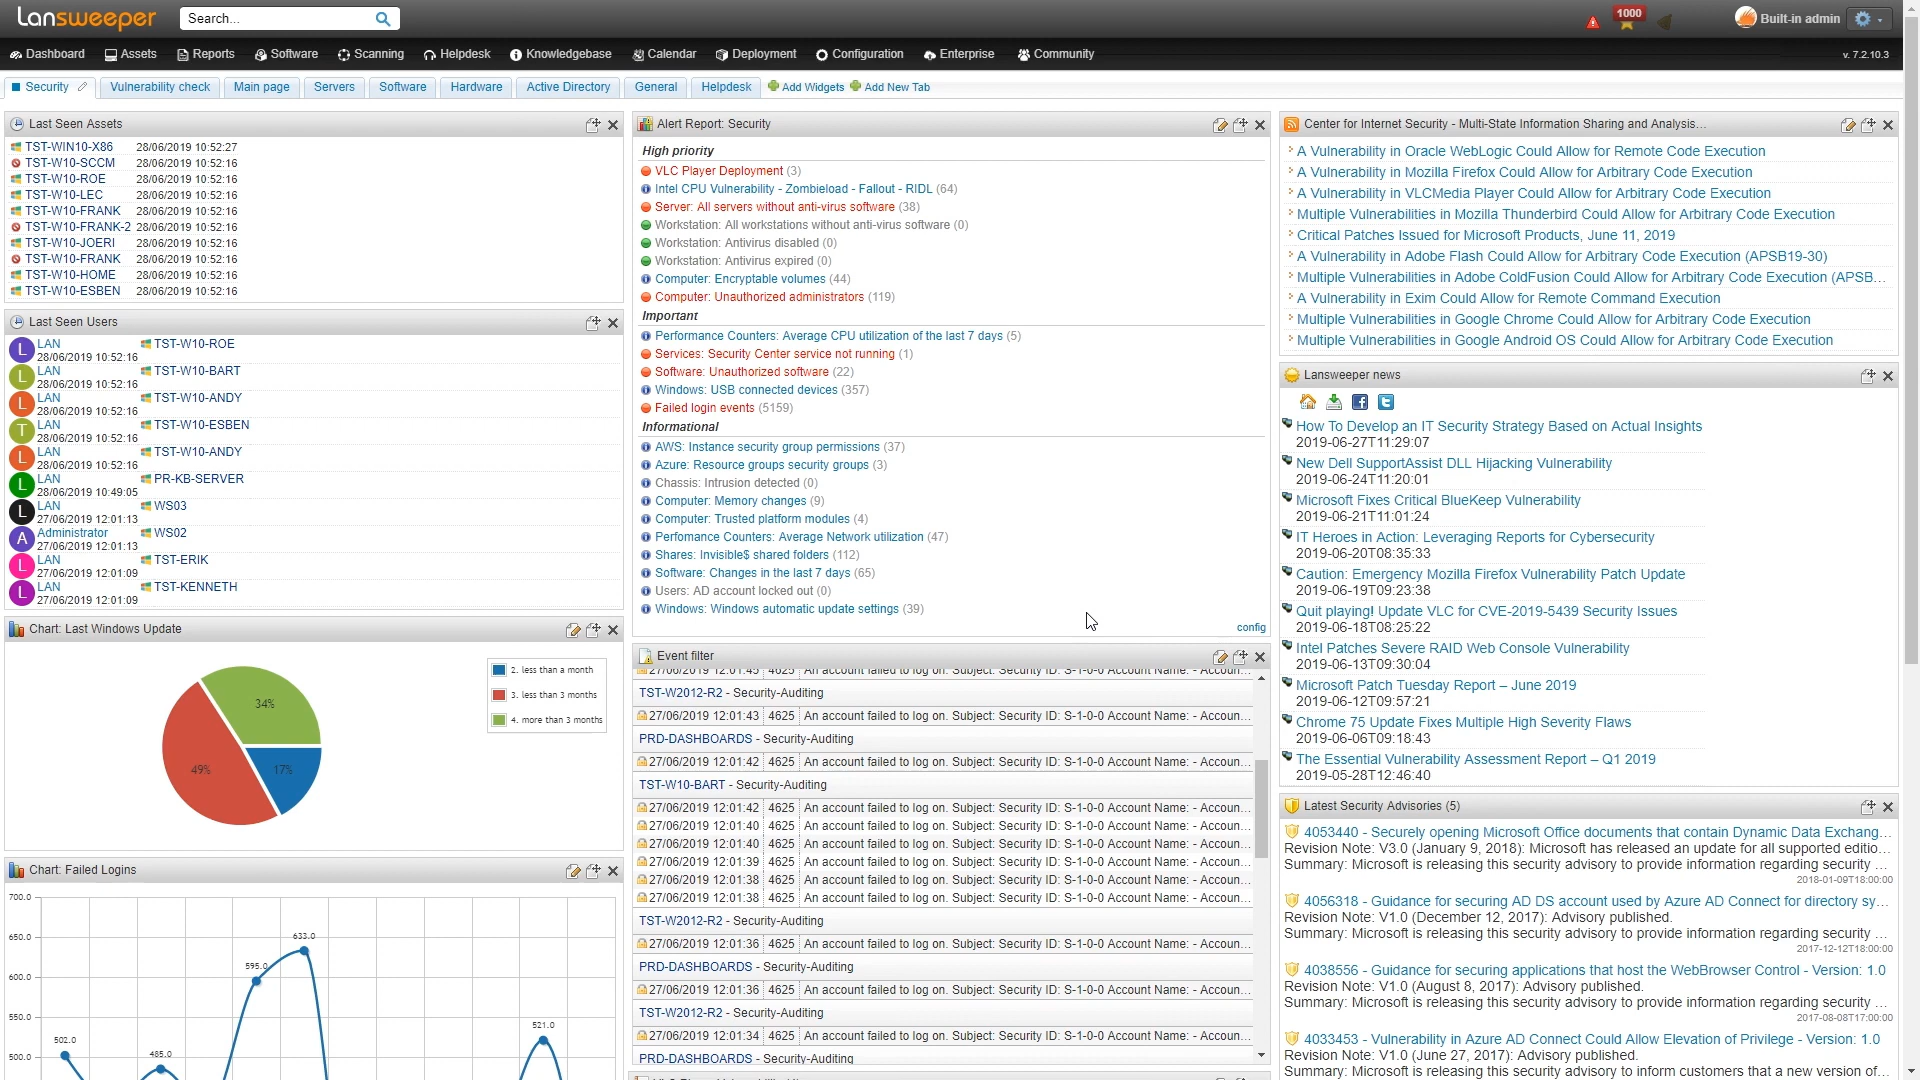 Lansweeper
Search...
1000
Built-in admin
Dashboard Assets Reports Software Scanning Helpdesk Knowledgebase Calendar Deployment Configuration Enterprise Community
v. 7.2.10.3
Security Vulnerability check Main page Servers Software Hardware Active Directory General Helpdesk Add Widgets Add New Tab
Last Seen Assets
TST-WIN10-X86 28/06/2019 10:52:27
TST-W10-SCCM 28/06/2019 10:52:16
TST-W10-ROE 28/06/2019 10:52:16
TST-W10-LEC 28/06/2019 10:52:16
TST-W10-FRANK 28/06/2019 10:52:16
TST-W10-FRANK-2 28/06/2019 10:52:16
TST-W10-JOERI 28/06/2019 10:52:16
TST-W10-FRANK 28/06/2019 10:52:16
TST-W10-HOME 28/06/2019 10:52:16
TST-W10-ESBEN 28/06/2019 10:52:16
Last Seen Users
L LAN TST-W10-ROE
28/06/2019 10:52:16
L LAN TST-W10-BART
28/06/2019 10:52:16
L LAN TST-W10-ANDY
28/06/2019 10:52:16
T LAN TST-W10-ESBEN
28/06/2019 10:52:16
L LAN TST-W10-ANDY
28/06/2019 10:52:16
L LAN PR-KB-SERVER
28/06/2019 10:49:05
L LAN WS03
27/06/2019 12:01:13
A Administrator WS02
27/06/2019 12:01:13
L LAN TST-ERIK
27/06/2019 12:01:09
L LAN TST-KENNETH
27/06/2019 12:01:09
Chart: Last Windows Update
34%
49%
17%
2. less than a month
3. less than 3 months
4. more than 3 months
Chart: Failed Logins
700.0
650.0
600.0
550.0
500.0
502.0
485.0
595.0
633.0
521.0
Alert Report: Security
High priority
VLC Player Deployment (3)
Intel CPU Vulnerability - Zombieload - Fallout - RIDL (64)
Server: All servers without anti-virus software (38)
Workstation: All workstations without anti-virus software (0)
Workstation: Antivirus disabled (0)
Workstation: Antivirus expired (0)
Computer: Encryptable volumes (44)
Computer: Unauthorized administrators (119)
Important
Performance Counters: Average CPU utilization of the last 7 days (5)
Services: Security Center service not running (1)
Software: Unauthorized software (22)
Windows: USB connected devices (357)
Failed login events (5159)
Informational
AWS: Instance security group permissions (37)
Azure: Resource groups security groups (3)
Chassis: Intrusion detected (0)
Computer: Memory changes (9)
Computer: Trusted platform modules (4)
Perfomance Counters: Average Network utilization (47)
Shares: Invisible$ shared folders (112)
Software: Changes in the last 7 days (65)
Users: AD account locked out (0)
Windows: Windows automatic update settings (39)
config
Event filter
27/06/2019 12:01:45 4625 An account failed to log on. Subject: Security ID: S-1-0-0 Account Name: - Accoun...
TST-W2012-R2 - Security-Auditing
27/06/2019 12:01:43 4625 An account failed to log on. Subject: Security ID: S-1-0-0 Account Name: - Accoun...
PRD-DASHBOARDS - Security-Auditing
27/06/2019 12:01:42 4625 An account failed to log on. Subject: Security ID: S-1-0-0 Account Name: - Accoun...
TST-W10-BART - Security-Auditing
27/06/2019 12:01:42 4625 An account failed to log on. Subject: Security ID: S-1-0-0 Account Name: - Accoun...
27/06/2019 12:01:40 4625 An account failed to log on. Subject: Security ID: S-1-0-0 Account Name: - Accoun...
27/06/2019 12:01:40 4625 An account failed to log on. Subject: Security ID: S-1-0-0 Account Name: - Accoun...
27/06/2019 12:01:39 4625 An account failed to log on. Subject: Security ID: S-1-0-0 Account Name: - Accoun...
27/06/2019 12:01:38 4625 An account failed to log on. Subject: Security ID: S-1-0-0 Account Name: - Accoun...
27/06/2019 12:01:38 4625 An account failed to log on. Subject: Security ID: S-1-0-0 Account Name: - Accoun...
TST-W2012-R2 - Security-Auditing
27/06/2019 12:01:36 4625 An account failed to log on. Subject: Security ID: S-1-0-0 Account Name: - Accoun...
PRD-DASHBOARDS - Security-Auditing
27/06/2019 12:01:36 4625 An account failed to log on. Subject: Security ID: S-1-0-0 Account Name: - Accoun...
TST-W2012-R2 - Security-Auditing
27/06/2019 12:01:34 4625 An account failed to log on. Subject: Security ID: S-1-0-0 Account Name: - Accoun...
PRD-DASHBOARDS - Security-Auditing
Center for Internet Security - Multi-State Information Sharing and Analysis...
A Vulnerability in Oracle WebLogic Could Allow for Remote Code Execution
A Vulnerability in Mozilla Firefox Could Allow for Arbitrary Code Execution
A Vulnerability in VLCMedia Player Could Allow for Arbitrary Code Execution
Multiple Vulnerabilities in Mozilla Thunderbird Could Allow for Arbitrary Code Execution
Critical Patches Issued for Microsoft Products, June 11, 2019
A Vulnerability in Adobe Flash Could Allow for Arbitrary Code Execution (APSB19-30)
Multiple Vulnerabilities in Adobe ColdFusion Could Allow for Arbitrary Code Execution (APSB...
A Vulnerability in Exim Could Allow for Remote Command Execution
Multiple Vulnerabilities in Google Chrome Could Allow for Arbitrary Code Execution
Multiple Vulnerabilities in Google Android OS Could Allow for Arbitrary Code Execution
Lansweeper news
How To Develop an IT Security Strategy Based on Actual Insights
2019-06-27T11:29:07
New Dell SupportAssist DLL Hijacking Vulnerability
2019-06-24T11:20:01
Microsoft Fixes Critical BlueKeep Vulnerability
2019-06-21T11:01:24
IT Heroes in Action: Leveraging Reports for Cybersecurity
2019-06-20T08:35:33
Caution: Emergency Mozilla Firefox Vulnerability Patch Update
2019-06-19T09:23:38
Quit playing! Update VLC for CVE-2019-5439 Security Issues
2019-06-18T08:25:22
Intel Patches Severe RAID Web Console Vulnerability
2019-06-13T09:30:04
Microsoft Patch Tuesday Report – June 2019
2019-06-12T09:57:21
Chrome 75 Update Fixes Multiple High Severity Flaws
2019-06-06T09:18:43
The Essential Vulnerability Assessment Report – Q1 2019
2019-05-28T12:46:40
Latest Security Advisories (5)
4053440 - Securely opening Microsoft Office documents that contain Dynamic Data Exchang...
Revision Note: V3.0 (January 9, 2018): Microsoft has released an update for all supported editio...
Summary: Microsoft is releasing this security advisory to provide information regarding security ...
2018-01-09T18:00:00
4056318 - Guidance for securing AD DS account used by Azure AD Connect for directory sy...
Revision Note: V1.0 (December 12, 2017): Advisory published.
Summary: Microsoft is releasing this security advisory to provide information regarding security ...
2017-12-12T18:00:00
4038556 - Guidance for securing applications that host the WebBrowser Control - Version: 1.0
Revision Note: V1.0 (August 8, 2017): Advisory published.
Summary: Microsoft is releasing this security advisory to provide information regarding security ...
2017-08-08T17:00:00
4033453 - Vulnerability in Azure AD Connect Could Allow Elevation of Privilege - Version: 1.0
Revision Note: V1.0 (June 27, 2017): Advisory published.
Summary: Microsoft is releasing this security advisory to inform customers that a new version of...